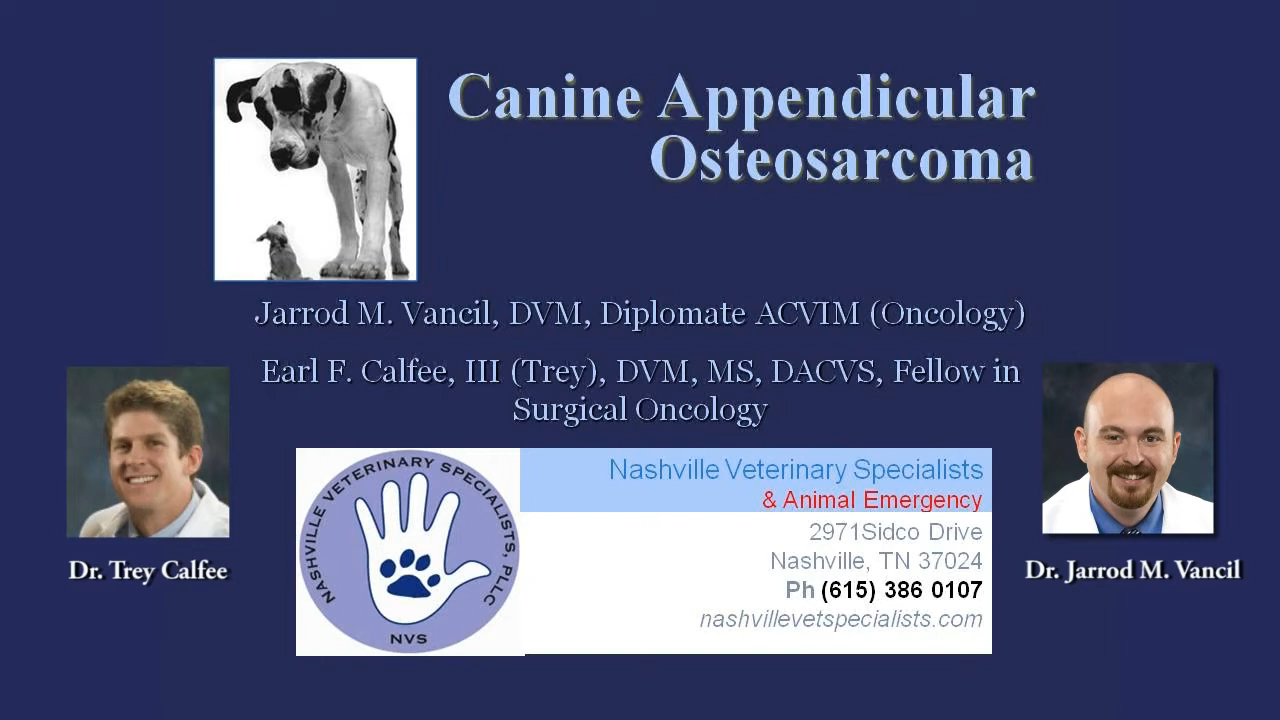 Canine Appendicular
Osteosarcoma
Jarrod M. Vancil, DVM, Diplomate ACVIM (Oncology)
Earl F. Calfee, III (Trey), DVM, MS, DACVS, Fellow in
Surgical Oncology
Dr. Trey Calfee
NASHVILLE VETERINARY SPECIALISTS, PLLC
NVS
Nashville Veterinary Specialists
& Animal Emergency
2971Sidco Drive
Nashville, TN 37024
Ph (615) 386 0107
nashvillevetspecialists.com
Dr. Jarrod M. Vancil